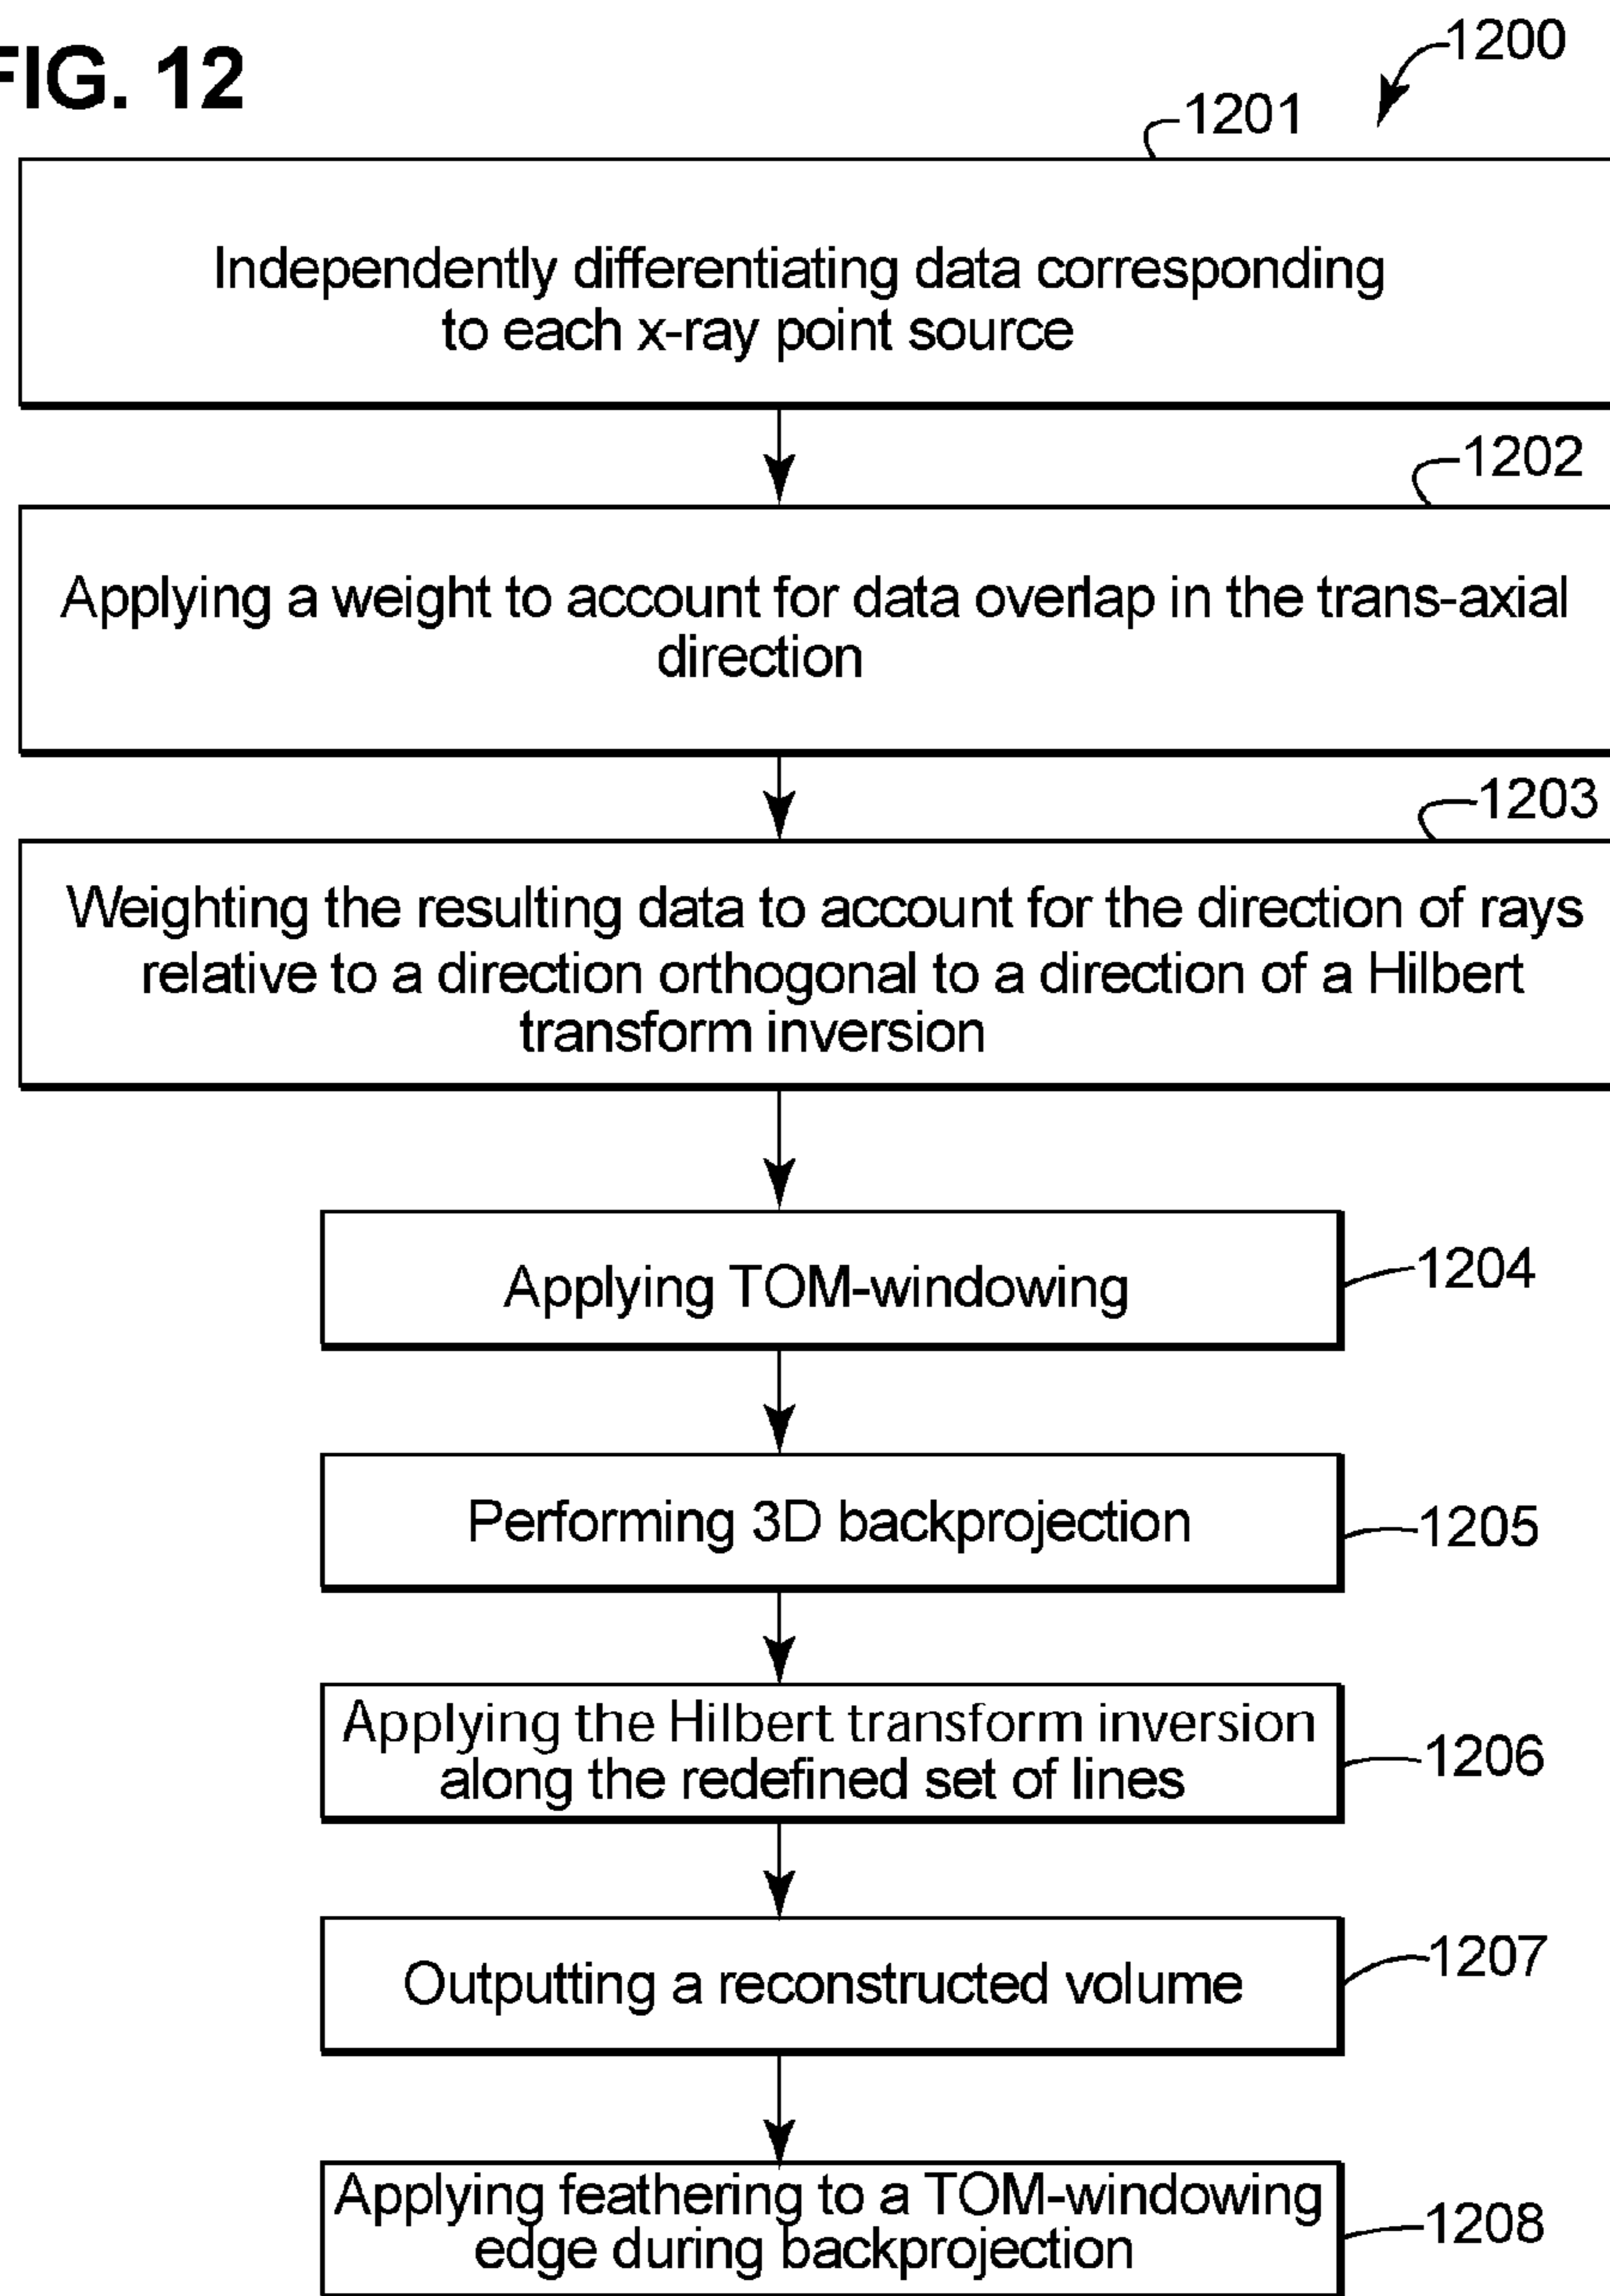 FIG. 12
1200
1201
Independently differentiating data corresponding
to each x-ray point source
1202
Applying a weight to account for data overlap in the trans-axial
direction
1203
Weighting the resulting data to account for the direction of rays
relative to a direction orthogonal to a direction of a Hilbert
transform inversion
Applying TOM-windowing
1204
Performing 3D backprojection
1205
Applying the Hilbert transform inversion
along the redefined set of lines
1206
Outputting a reconstructed volume
1207
Applying feathering to a TOM-windowing
edge during backprojection
1208